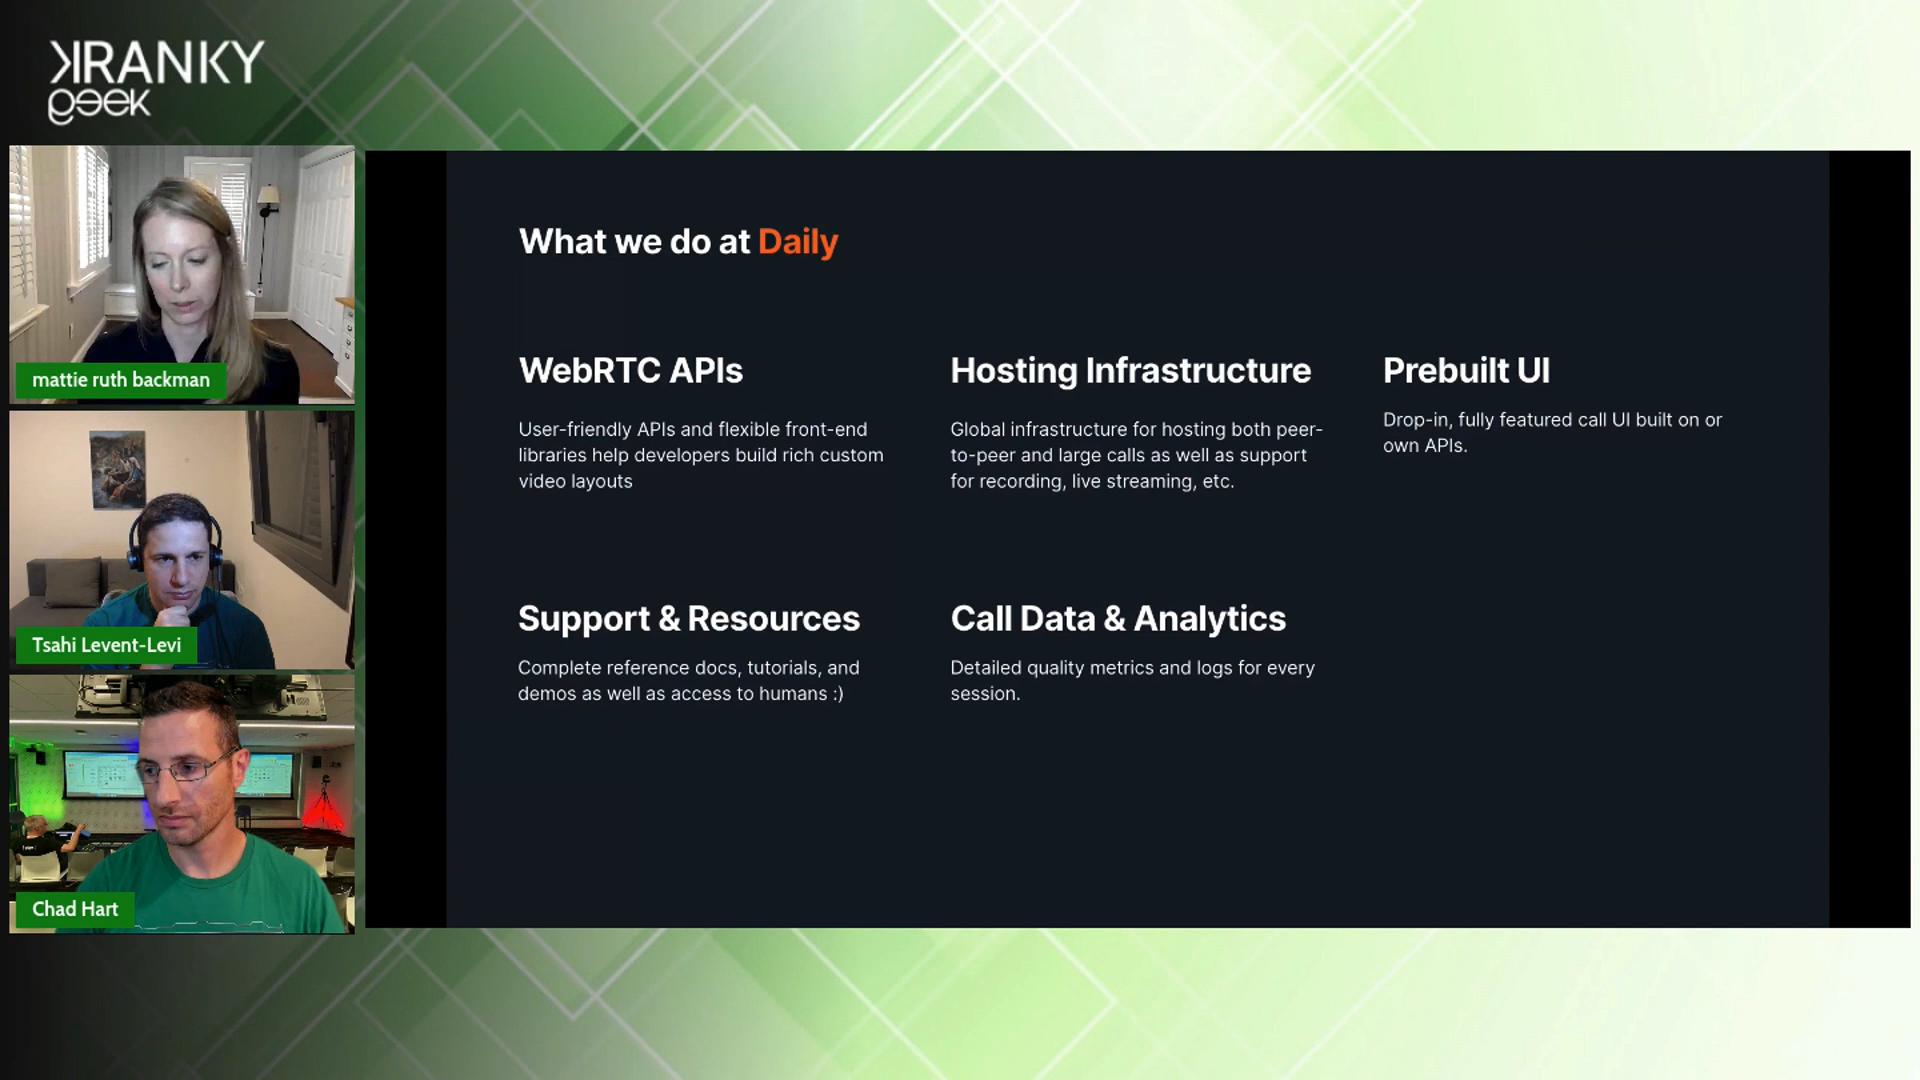 KRANKY
geek
mattie ruth backman
Tsahi Levent-Levi
Chad Hart
What we do at Daily
WebRTC APIs
User-friendly APIs and flexible front-end
libraries help developers build rich custom
video layouts
Hosting Infrastructure
Global infrastructure for hosting both peer-
to-peer and large calls as well as support
for recording, live streaming, etc.
Prebuilt UI
Drop-in, fully featured call UI built on or
own APIs.
Support & Resources
Complete reference docs, tutorials, and
demos as well as access to humans :)
Call Data & Analytics
Detailed quality metrics and logs for every
session.